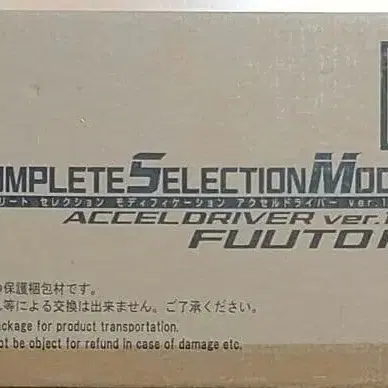 OMPLETE SELECTION MOD
リート セレクション モディフィケーション アクセルドライバー ver.1
ACCELDRIVER ver.1
FUUTO
の保護梱包材です。
等による交換は出来ません。ご了承ください。
ackage for product transportation.
ot be object for refund in case of damage etc.